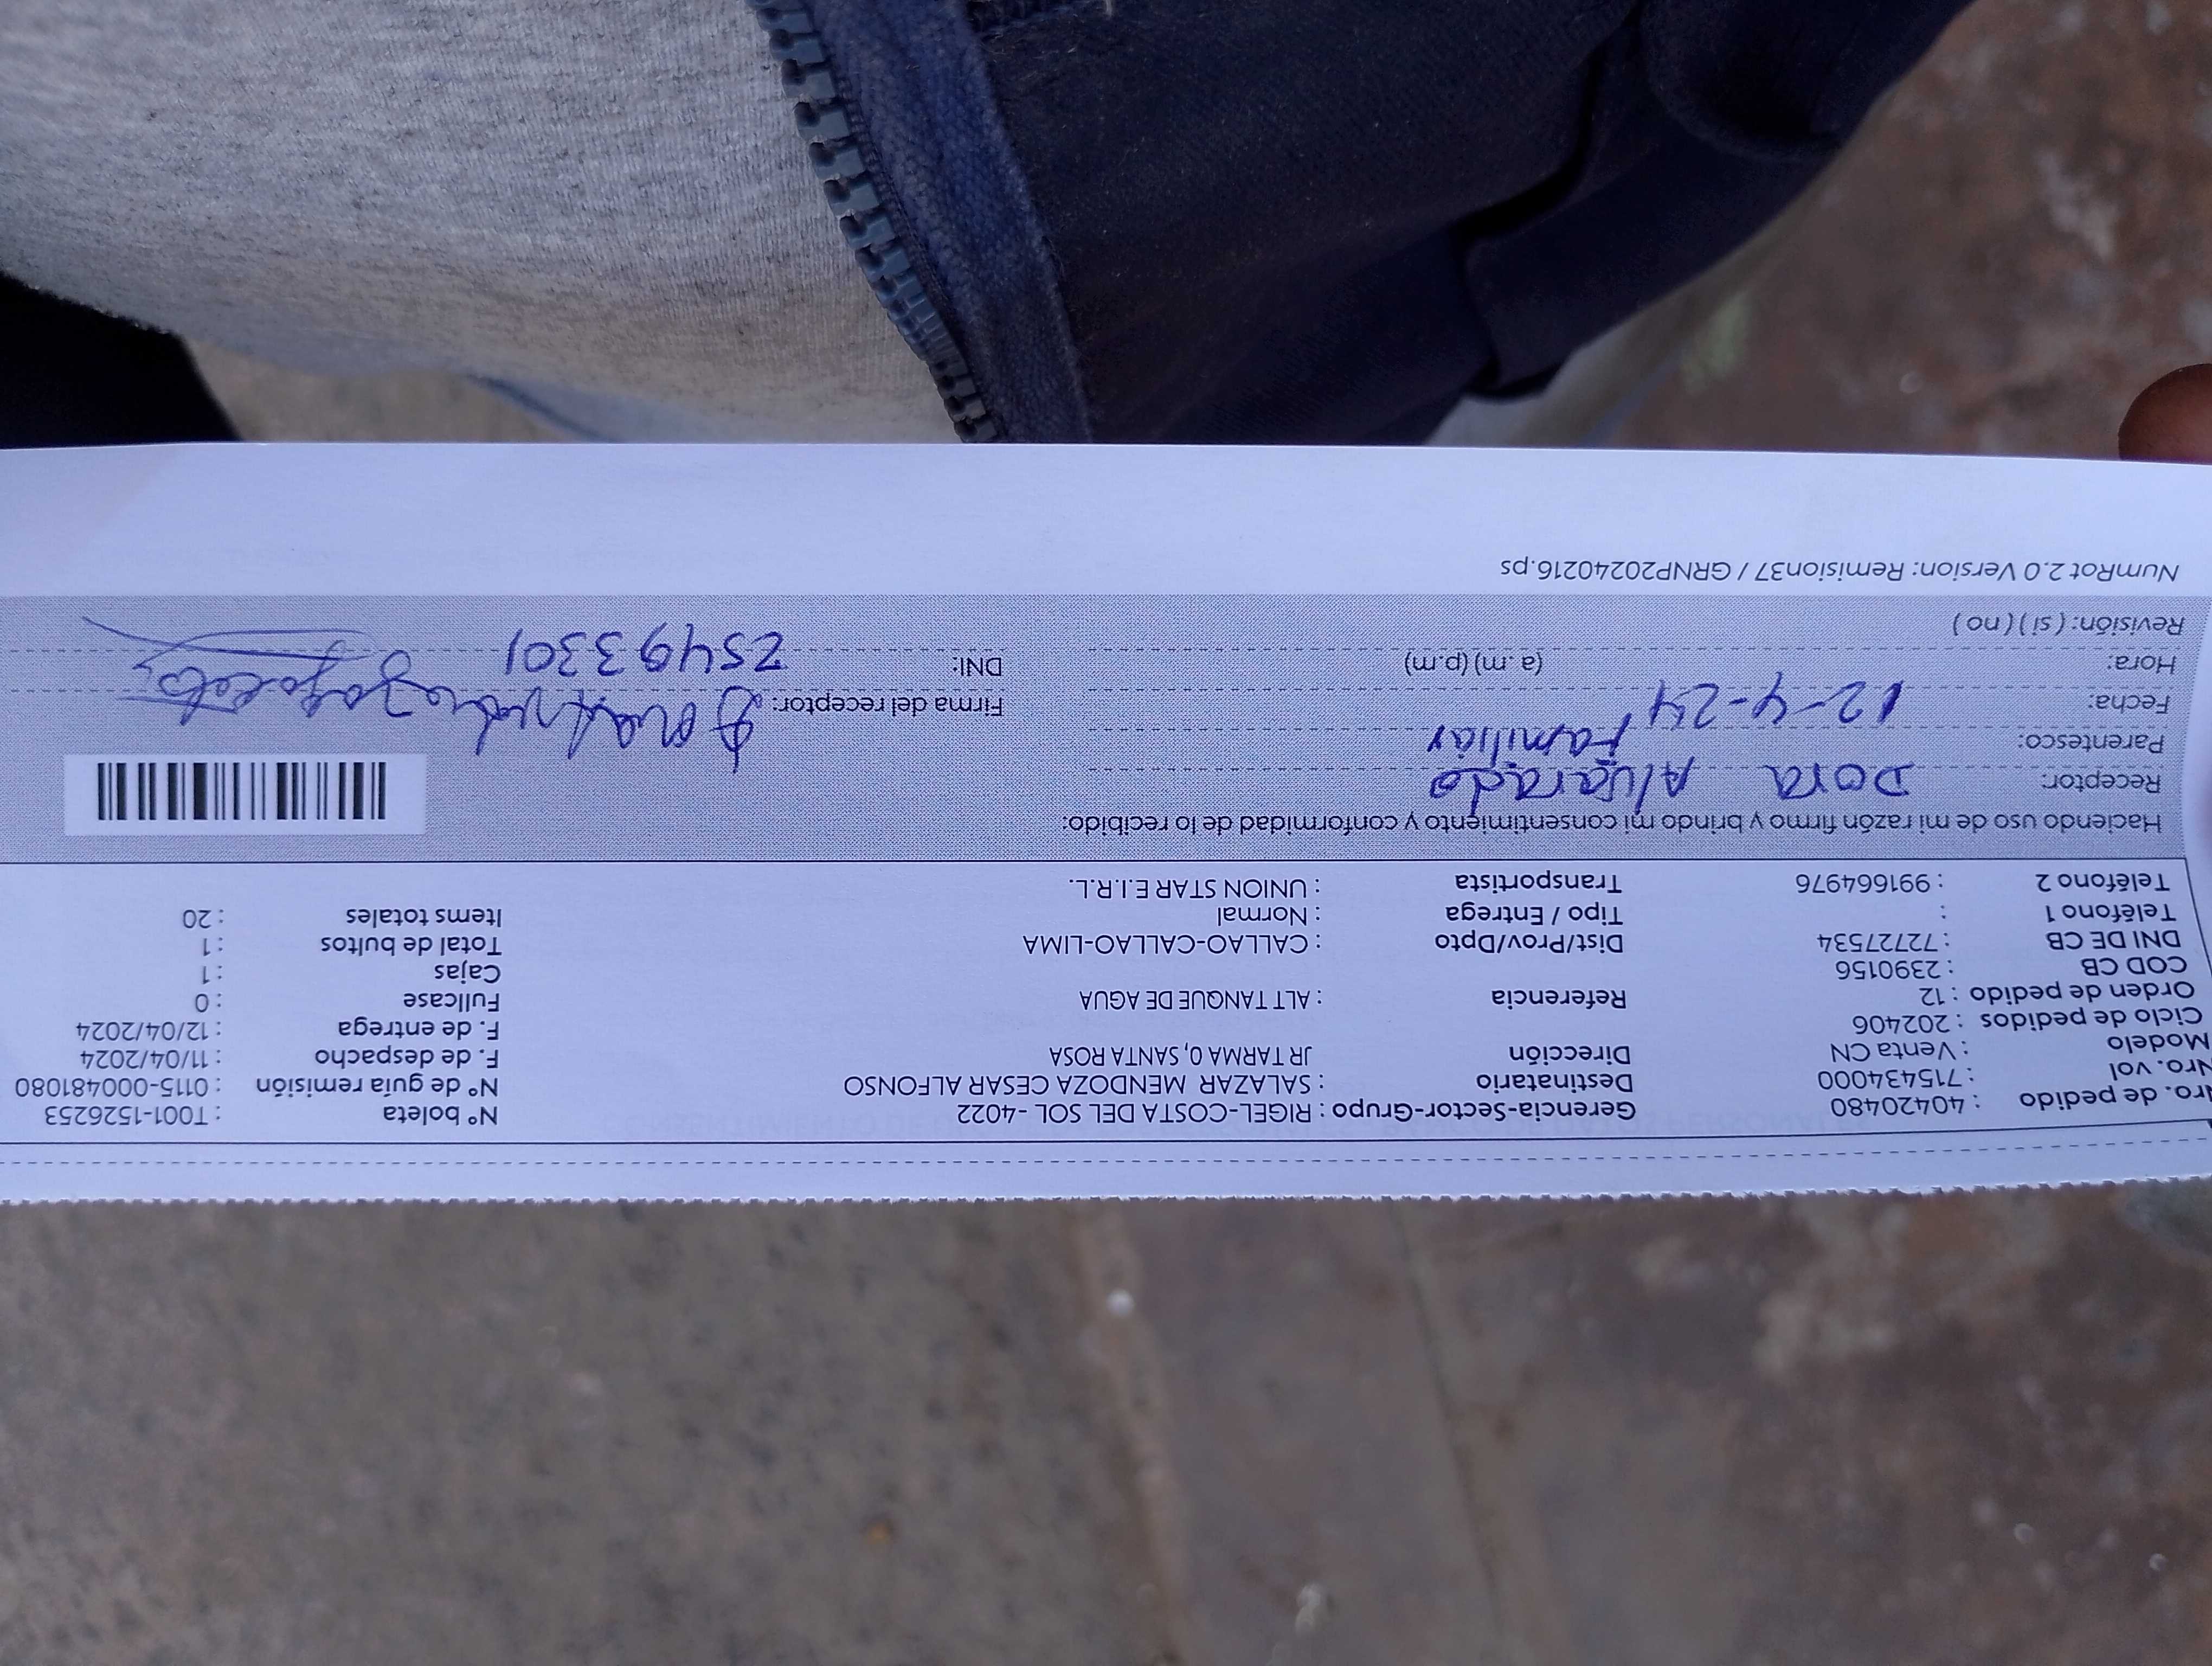 Nro. de pedido : 40420480 Gerencia-Sector-Grupo : RIGEL-COSTA DEL SOL - 4022 N° boleta : T001-1526253
Nro. vol : 715434000 Destinatario : SALAZAR MENDOZA CESAR ALFONSO N° de guía remisión : 0115-000481080
Modelo : Venta CN Dirección JR TARMA 0, SANTA ROSA F. de despacho : 11/04/2024
Ciclo de pedidos : 202406 F. de entrega : 12/04/2024
Orden de pedido : 12 Referencia : ALT TANQUE DE AGUA Fullcase : 0
COD CB : 2390156 Cajas : 1
DNI DE CB : 72727534 Dist/Prov/Dpto : CALLAO-CALLAO-LIMA Total de bultos : 1
Teléfono 1 : Tipo / Entrega : Normal Items totales : 20
Teléfono 2 : 991664976 Transportista : UNION STAR E.I.R.L.
Haciendo uso de mi razón firmo y brindo mi consentimiento y conformidad de lo recibido:
Receptor: Dora Alvarado
Parentesco: Familiar
Fecha: 12-4-24 Firma del receptor:
Hora: (a.m) (p.m) DNI: 25493301
Revisión: ( si ) ( no )
NumRot 2.0 Version: Remision37 / GRNP20240216.ps